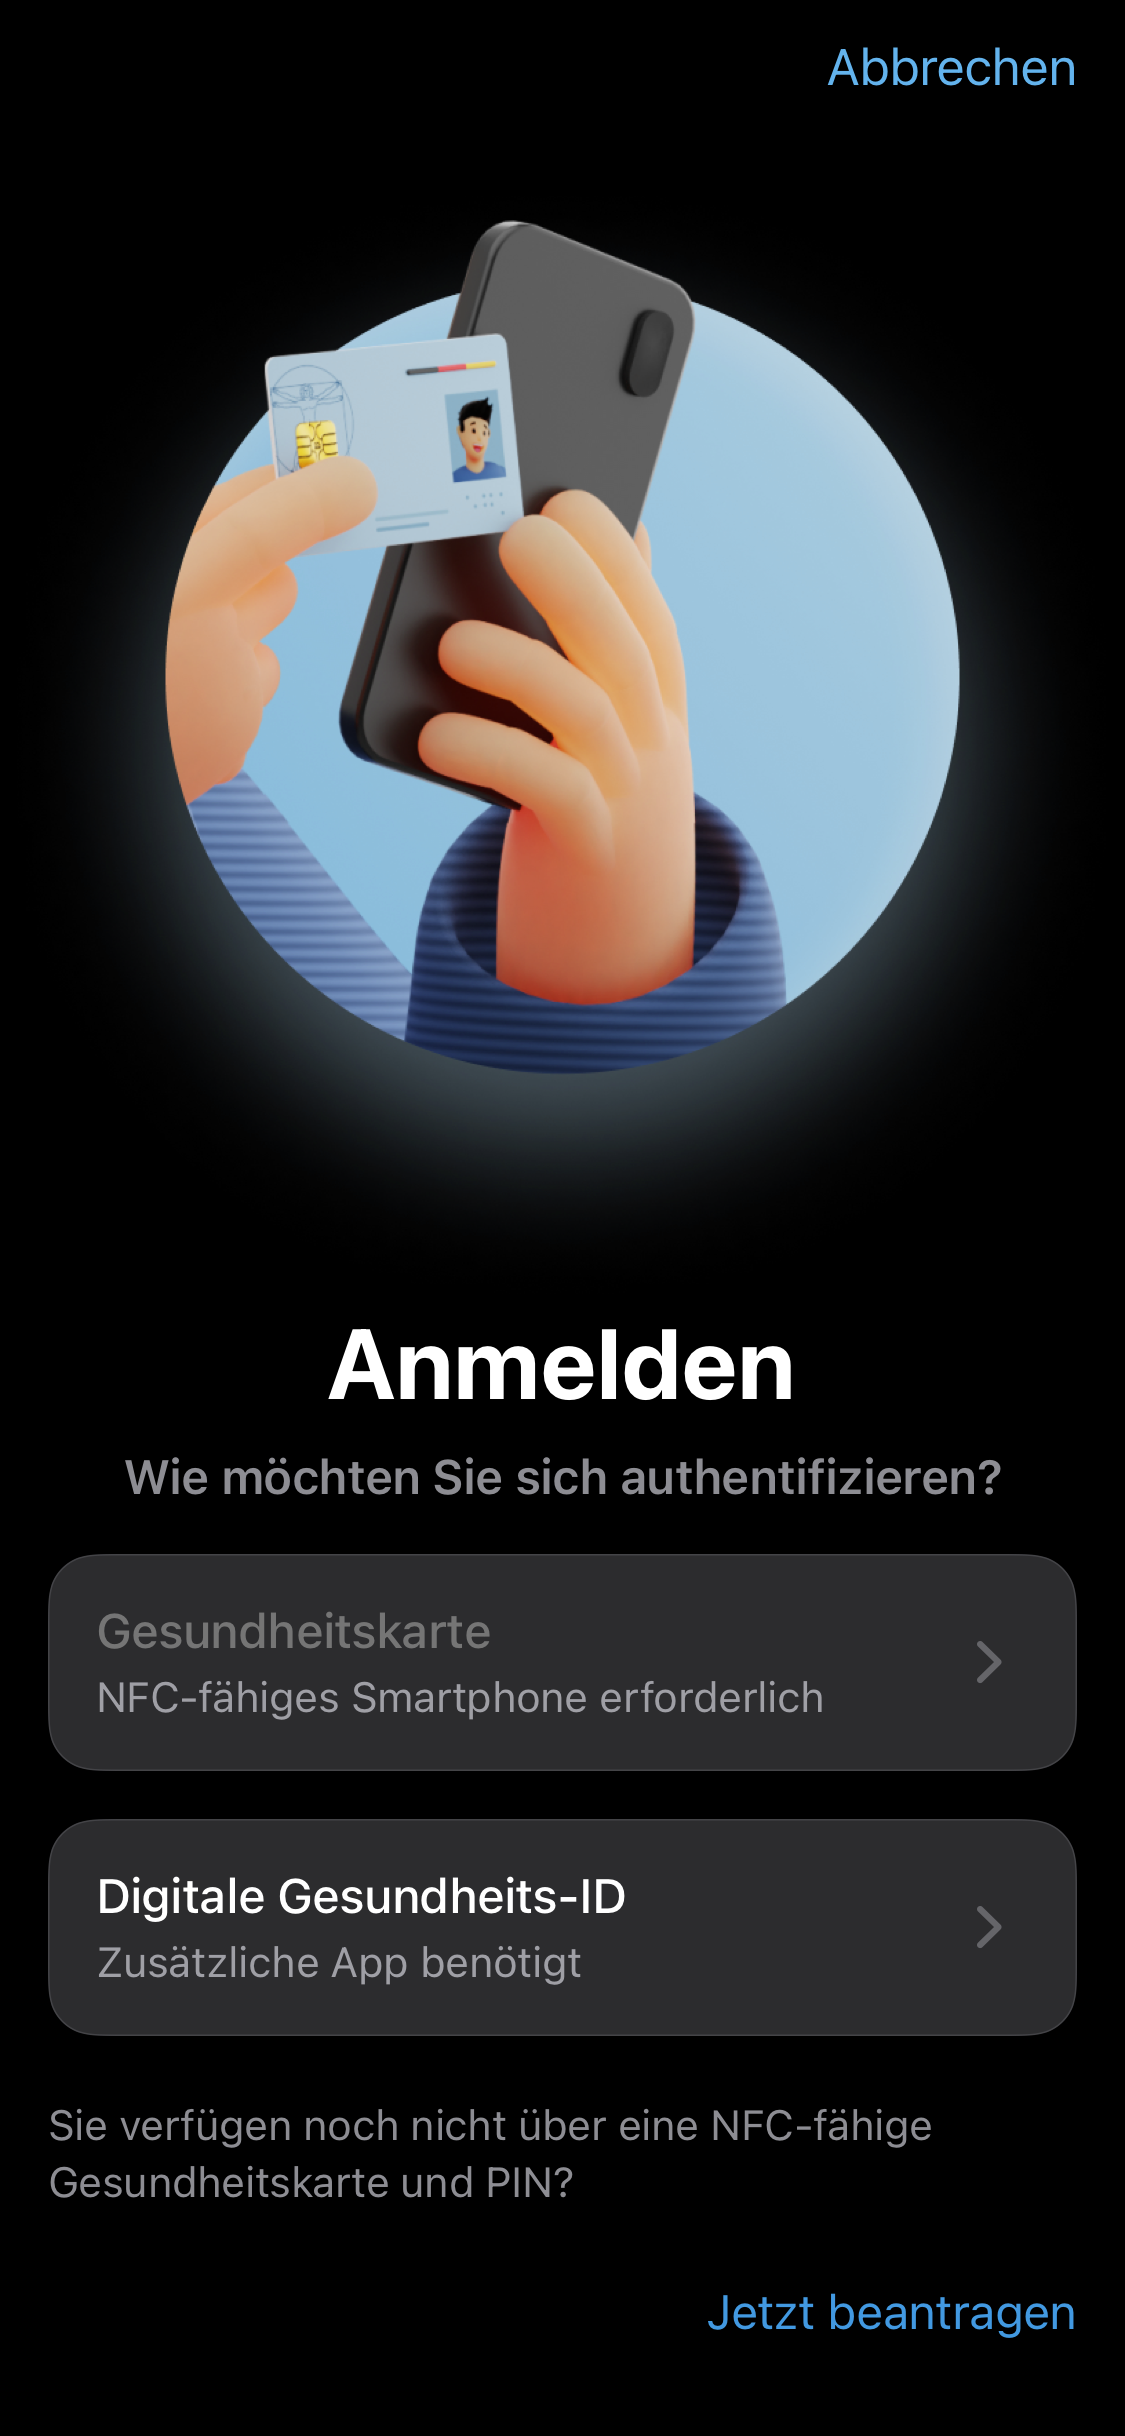 Abbrechen
Anmelden
Wie möchten Sie sich authentifizieren?
Gesundheitskarte
NFC-fähiges Smartphone erforderlich
Digitale Gesundheits-ID
Zusätzliche App benötigt
Sie verfügen noch nicht über eine NFC-fähige
Gesundheitskarte und PIN?
Jetzt beantragen